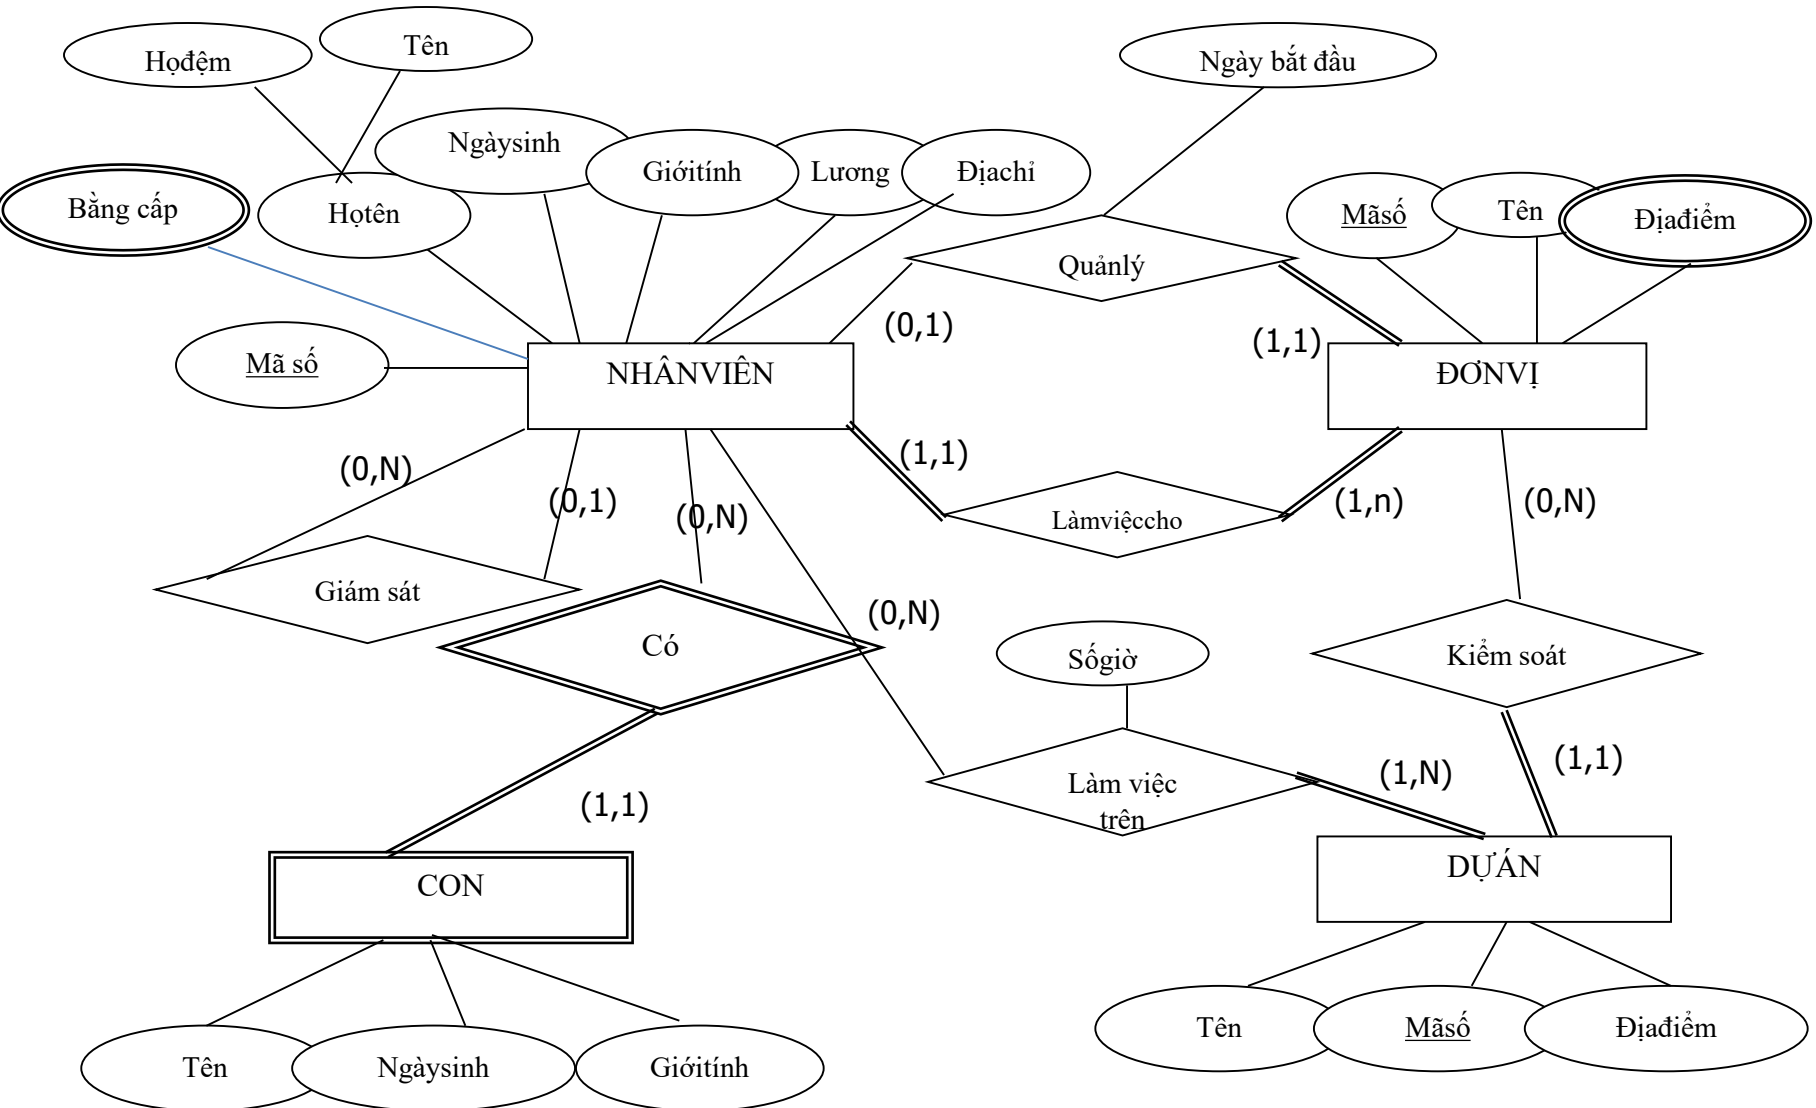 Họđệm
Tên
Ngày bắt đầu
Bằng cấp
Họtên
Ngàysinh
Giớitính
Lương
Địachỉ
Mãsố
Tên
Địađiểm
Quảnlý
(0,1)
(1,1)
Mã số
NHÂNVIÊN
ĐƠNVỊ
(0,N)
(0,1)
(0,N)
(1,1)
Làmviệccho
(1,n)
(0,N)
Giám sát
Có
(0,N)
Sốgiờ
Kiểm soát
(1,1)
Làm việc
trên
(1,N)
(1,1)
CON
DỰÁN
Tên
Ngàysinh
Giớitính
Tên
Mãsố
Địađiểm